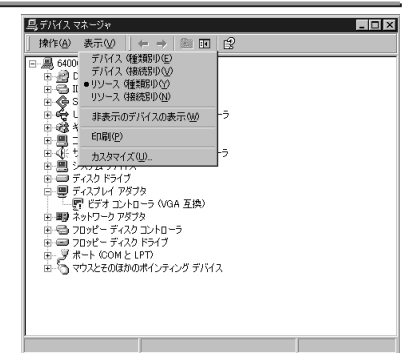 デバイス マネージャ
操作(A) 表示(V)
デバイス (種類別)(E)
デバイス (接続別)(V)
リソース (種類別)(Y)
リソース (接続別)(N)
非表示のデバイスの表示(W)
印刷(P)
カスタマイズ(U)...
6400
D
S
U
ラ
ラ
ディスク ドライブ
ディスプレイ アダプタ
ビデオ コントローラ (VGA 互換)
ネットワーク アダプタ
フロッピー ディスク コントローラ
フロッピー ディスク ドライブ
ポート (COM と LPT)
マウスとそのほかのポインティング デバイス